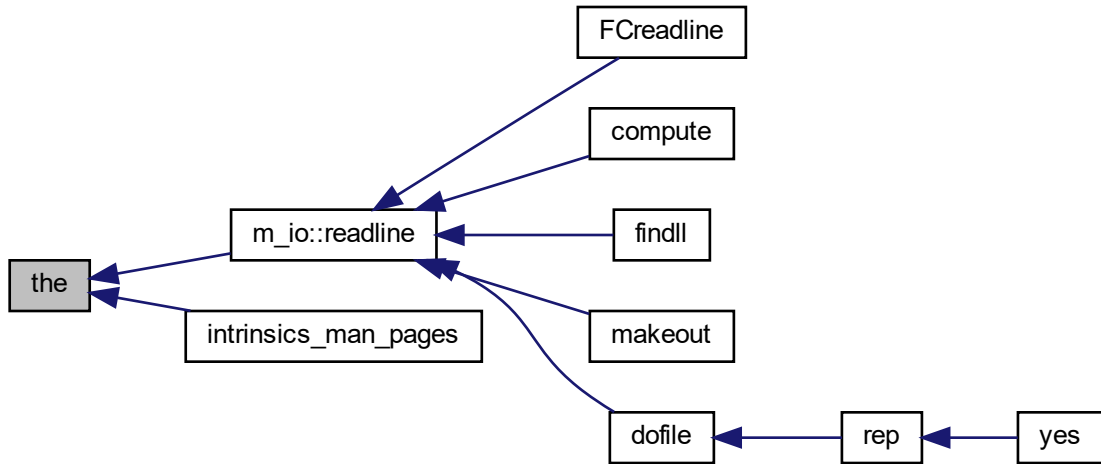 FCreadline
compute
m_io::readline
findll
the
intrinsics_man_pages
makeout
dofile
rep
yes